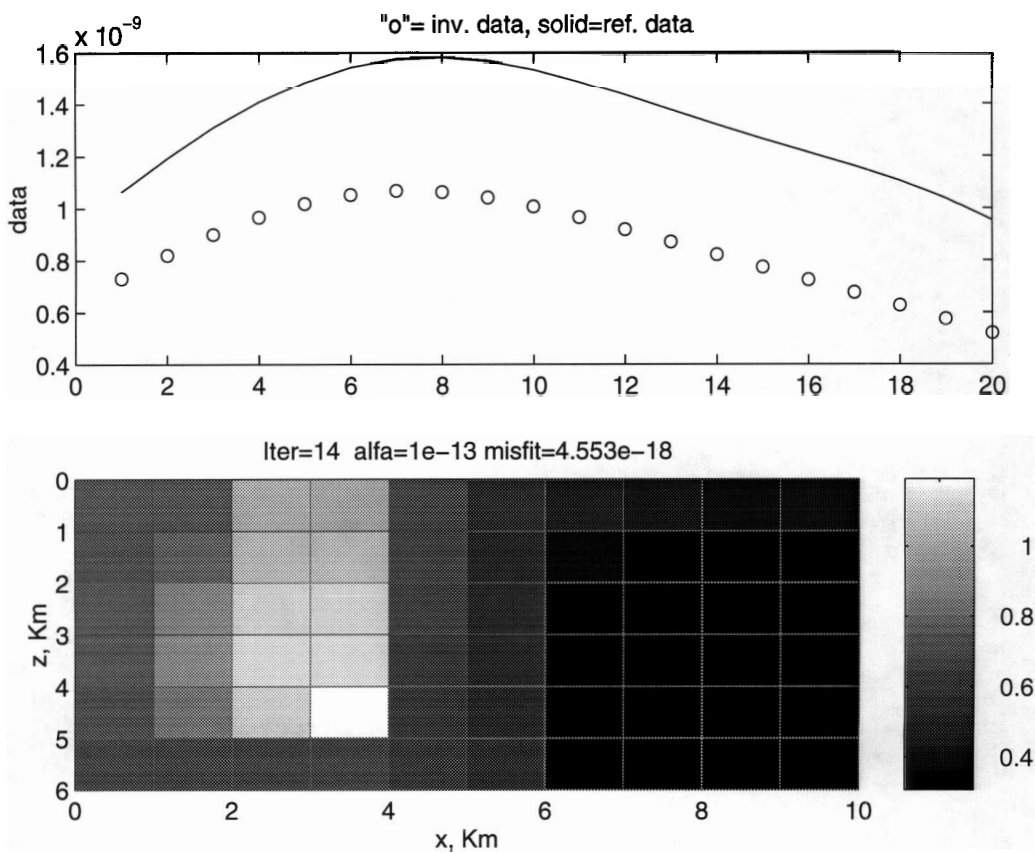 "o"= inv. data, solid=ref. data
x 10−9
1.6
1.4
1.2
1
0.8
0.6
0.4
data
0 2 4 6 8 10 12 14 16 18 20
Iter=14 alfa=1e−13 misfit=4.553e−18
0
1
2
3
4
5
6
z, Km
0 2 4 6 8 10
x, Km
1
0.8
0.6
0.4